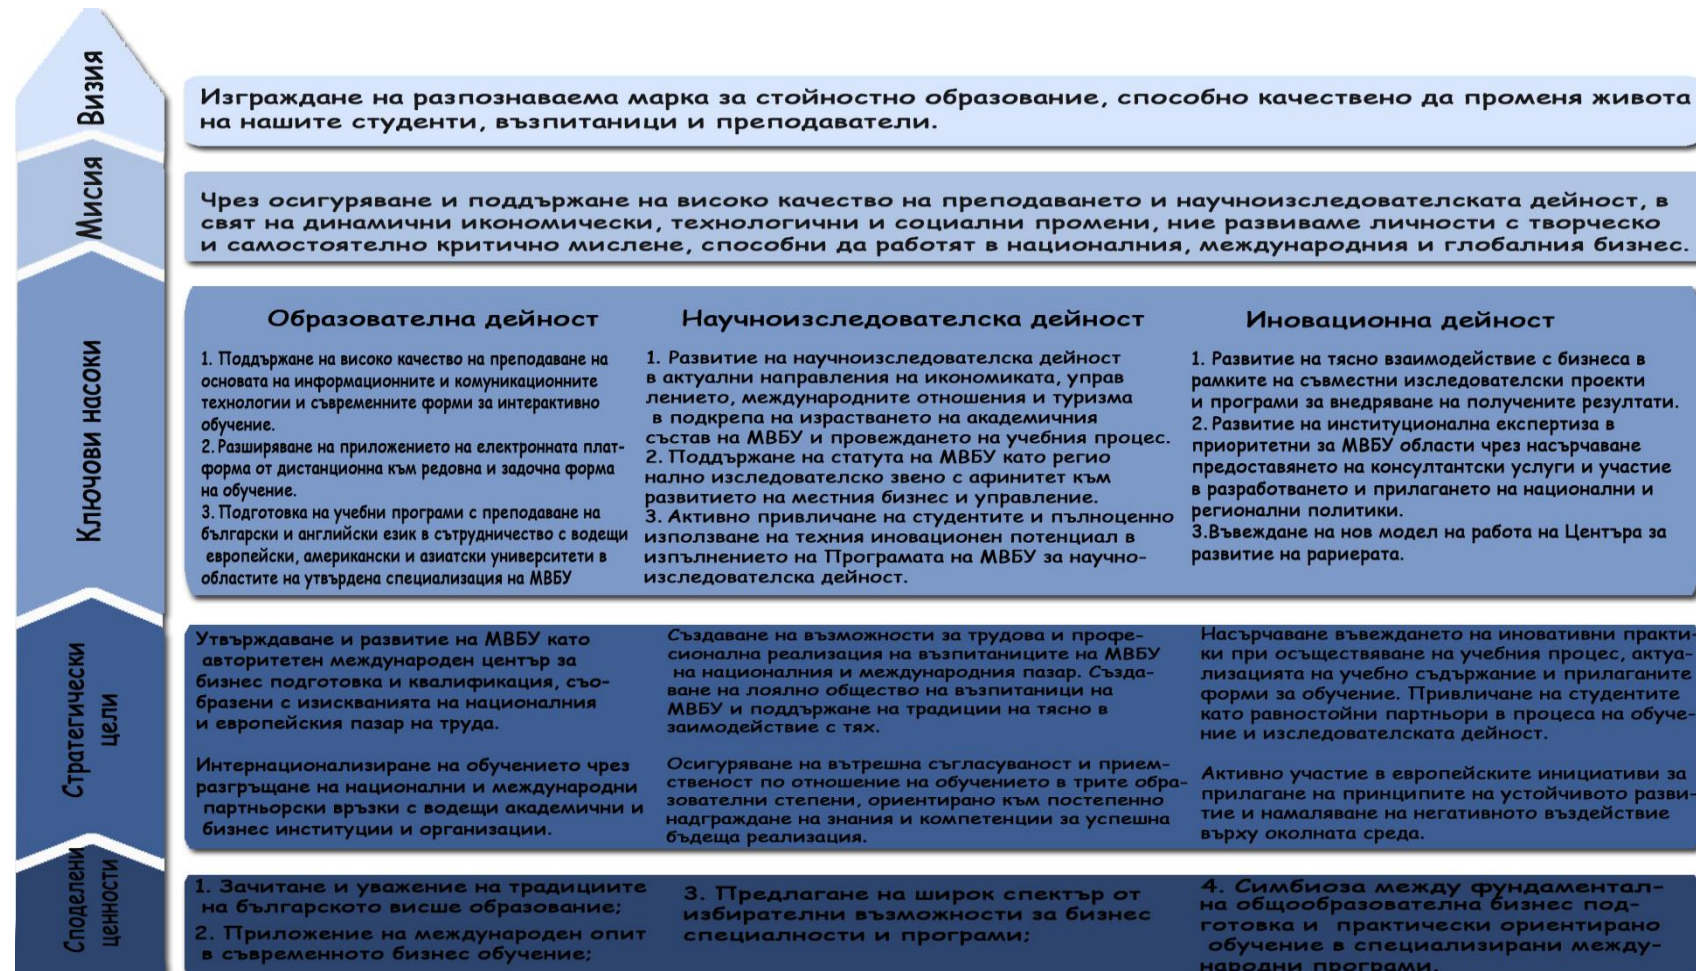 Визия
Изграждане на разпознаваема марка за стойностно образование, способно качествено да променя живота
на нашите студенти, възпитаници и преподаватели.
Мисия
Чрез осигуряване и поддържане на високо качество на преподаването и научноизследователската дейност, в
свят на динамични икономически, технологични и социални промени, ние развиваме личности с творческо
и самостоятелно критично мислене, способни да работят в националния, международния и глобалния бизнес.
Ключови насоки
Образователна дейност
1. Поддържане на високо качество на преподаване на
основата на информационните и комуникационните
технологии и съвременните форми за интерактивно
обучение.
2. Разширяване на приложението на електронната плат-
форма от дистанционна към редовна и задочна форма
на обучение.
3. Подготовка на учебни програми с преподаване на
български и английски език в сътрудничество с водещи
европейски, американски и азиатски университети в
областите на утвърдена специализация на МВБУ
Научноизследователска дейност
1. Развитие на научноизследователска дейност
в актуални направления на икономиката, управ
лението, международните отношения и туризма
в подкрепа на израстването на академичния
състав на МВБУ и провеждането на учебния процес.
2. Поддържане на статута на МВБУ като регио
нално изследователско звено с афинитет към
развитието на местния бизнес и управление.
3. Активно привличане на студентите и пълноценно
използване на техния иновационен потенциал в
изпълнението на Програмата на МВБУ за научно-
изследователска дейност.
Иновационна дейност
1. Развитие на тясно взаимодействие с бизнеса в
рамките на съвместни изследователски проекти
и програми за внедряване на получените резултати.
2. Развитие на институционална експертиза в
приоритетни за МВБУ области чрез насърчаване
предоставянето на консултантски услуги и участие
в разработването и прилагането на национални и
регионални политики.
3.Въвеждане на нов модел на работа на Центъра за
развитие на рариерата.
Стратегически
цели
Утвърждаване и развитие на МВБУ като
авторитетен международен център за
бизнес подготовка и квалификация, съо-
бразени с изискванията на националния
и европейския пазар на труда.
Интернационализиране на обучението чрез
разгръщане на национални и международни
партньорски връзки с водещи академични и
бизнес институции и организации.
Създаване на възможности за трудова и профе-
сионална реализация на възпитаниците на МВБУ
на националния и международния пазар. Създа-
ване на лоялно общество на възпитаници на
МВБУ и поддържане на традиции на тясно в
заимодействие с тях.
Осигуряване на вътрешна съгласуваност и прием-
ственост по отношение на обучението в трите обра-
зователни степени, ориентирано към постепенно
надграждане на знания и компетенции за успешна
бъдеща реализация.
Насърчаване въвеждането на иновативни практи-
ки при осъществяване на учебния процес, актуа-
лизацията на учебно съдържание и прилаганите
форми за обучение. Привличане на студентите
като равностойни партньори в процеса на обуче-
ние и изследователската дейност.
Активно участие в европейските инициативи за
прилагане на принципите на устойчивото разви-
тие и намаляване на негативното въздействие
върху околната среда.
Споделени
ценности
1. Зачитане и уважение на традициите
на българското висше образование;
2. Приложение на международен опит
в съвременното бизнес обучение;
3. Предлагане на широк спектър от
избирателни възможности за бизнес
специалности и програми;
4. Симбиоза между фундаментал-
на общообразователна бизнес под-
готовка и практически ориентирано
обучение в специализирани между-
народни програми.